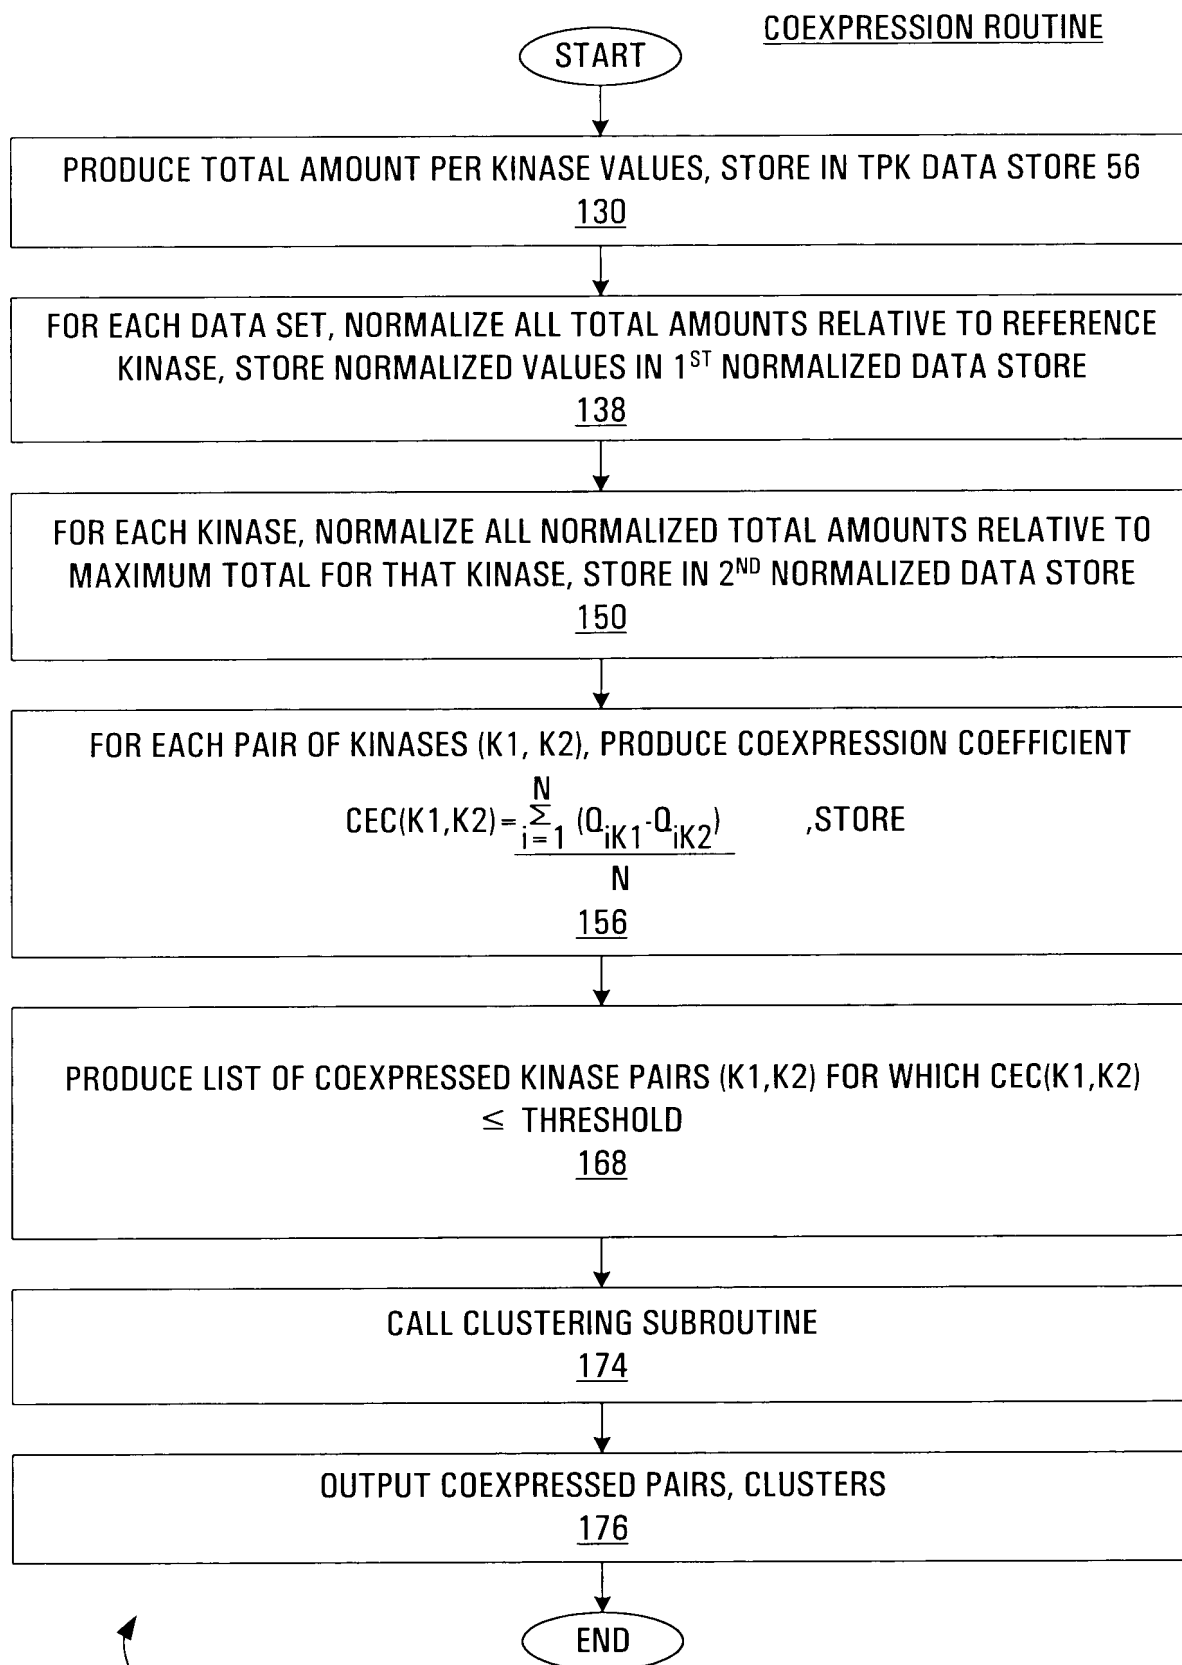 COEXPRESSION ROUTINE
START
PRODUCE TOTAL AMOUNT PER KINASE VALUES, STORE IN TPK DATA STORE 56
130
FOR EACH DATA SET, NORMALIZE ALL TOTAL AMOUNTS RELATIVE TO REFERENCE
KINASE, STORE NORMALIZED VALUES IN 1ST NORMALIZED DATA STORE
138
FOR EACH KINASE, NORMALIZE ALL NORMALIZED TOTAL AMOUNTS RELATIVE TO
MAXIMUM TOTAL FOR THAT KINASE, STORE IN 2ND NORMALIZED DATA STORE
150
FOR EACH PAIR OF KINASES (K1, K2), PRODUCE COEXPRESSION COEFFICIENT
N
CEC(K1,K2)= Σ (QiK1-QiK2) ,STORE
i=1
N
156
PRODUCE LIST OF COEXPRESSED KINASE PAIRS (K1,K2) FOR WHICH CEC(K1,K2)
≤ THRESHOLD
168
CALL CLUSTERING SUBROUTINE
174
OUTPUT COEXPRESSED PAIRS, CLUSTERS
176
END